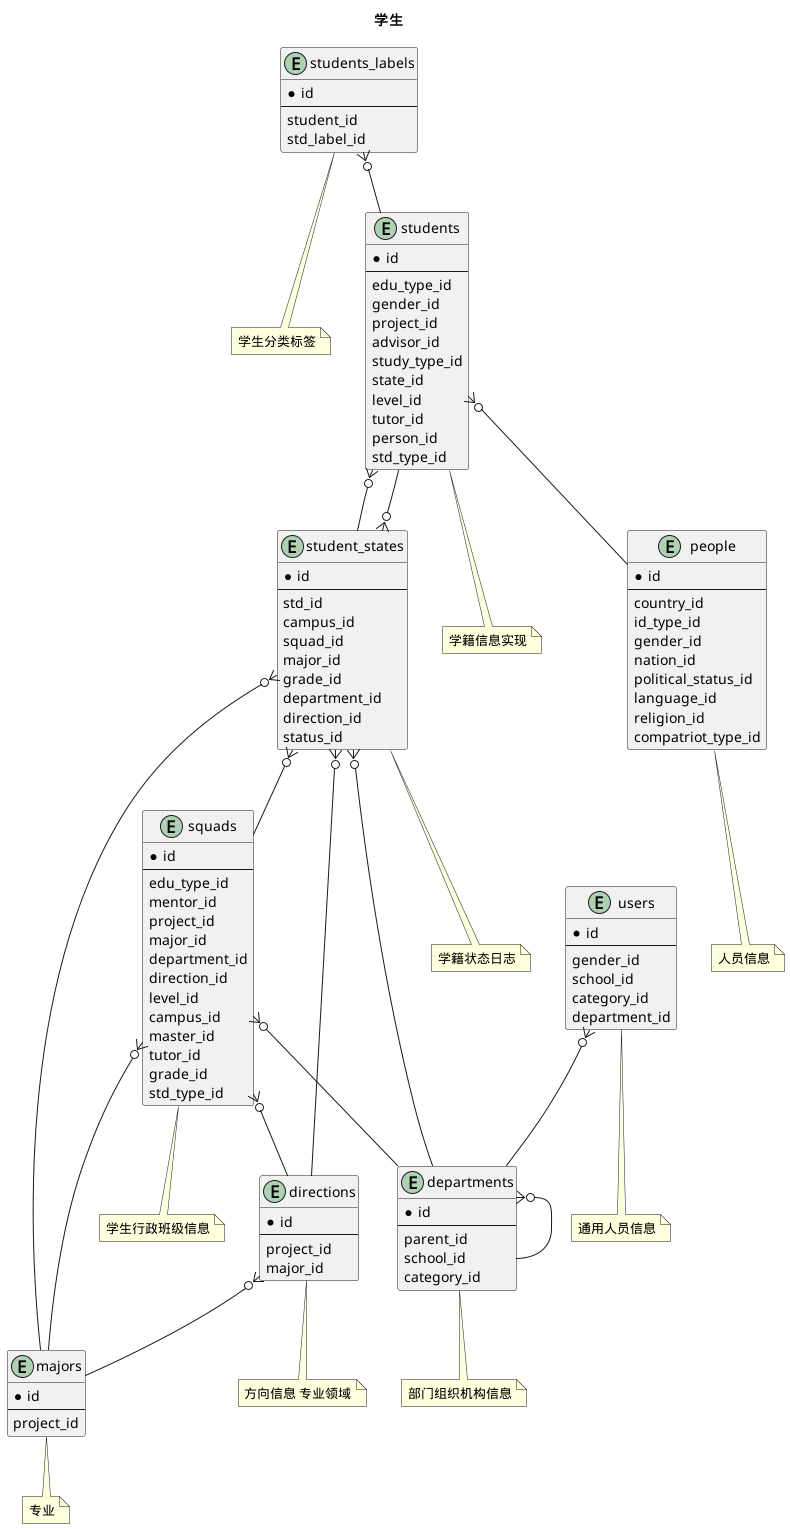 学生
E students_labels
* id
student_id
std_label_id
E students
* id
edu_type_id
gender_id
project_id
advisor_id
study_type_id
state_id
level_id
tutor_id
person_id
std_type_id
学生分类标签
E student_states
* id
std_id
campus_id
squad_id
major_id
grade_id
department_id
direction_id
status_id
学籍信息实现
E people
* id
country_id
id_type_id
gender_id
nation_id
political_status_id
language_id
religion_id
compatriot_type_id
E squads
* id
edu_type_id
mentor_id
project_id
major_id
department_id
direction_id
level_id
campus_id
master_id
tutor_id
grade_id
std_type_id
学籍状态日志
E users
* id
gender_id
school_id
category_id
department_id
人员信息
学生行政班级信息
E directions
* id
project_id
major_id
E departments
* id
parent_id
school_id
category_id
通用人员信息
E majors
* id
project_id
方向信息 专业领域
部门组织机构信息
专业